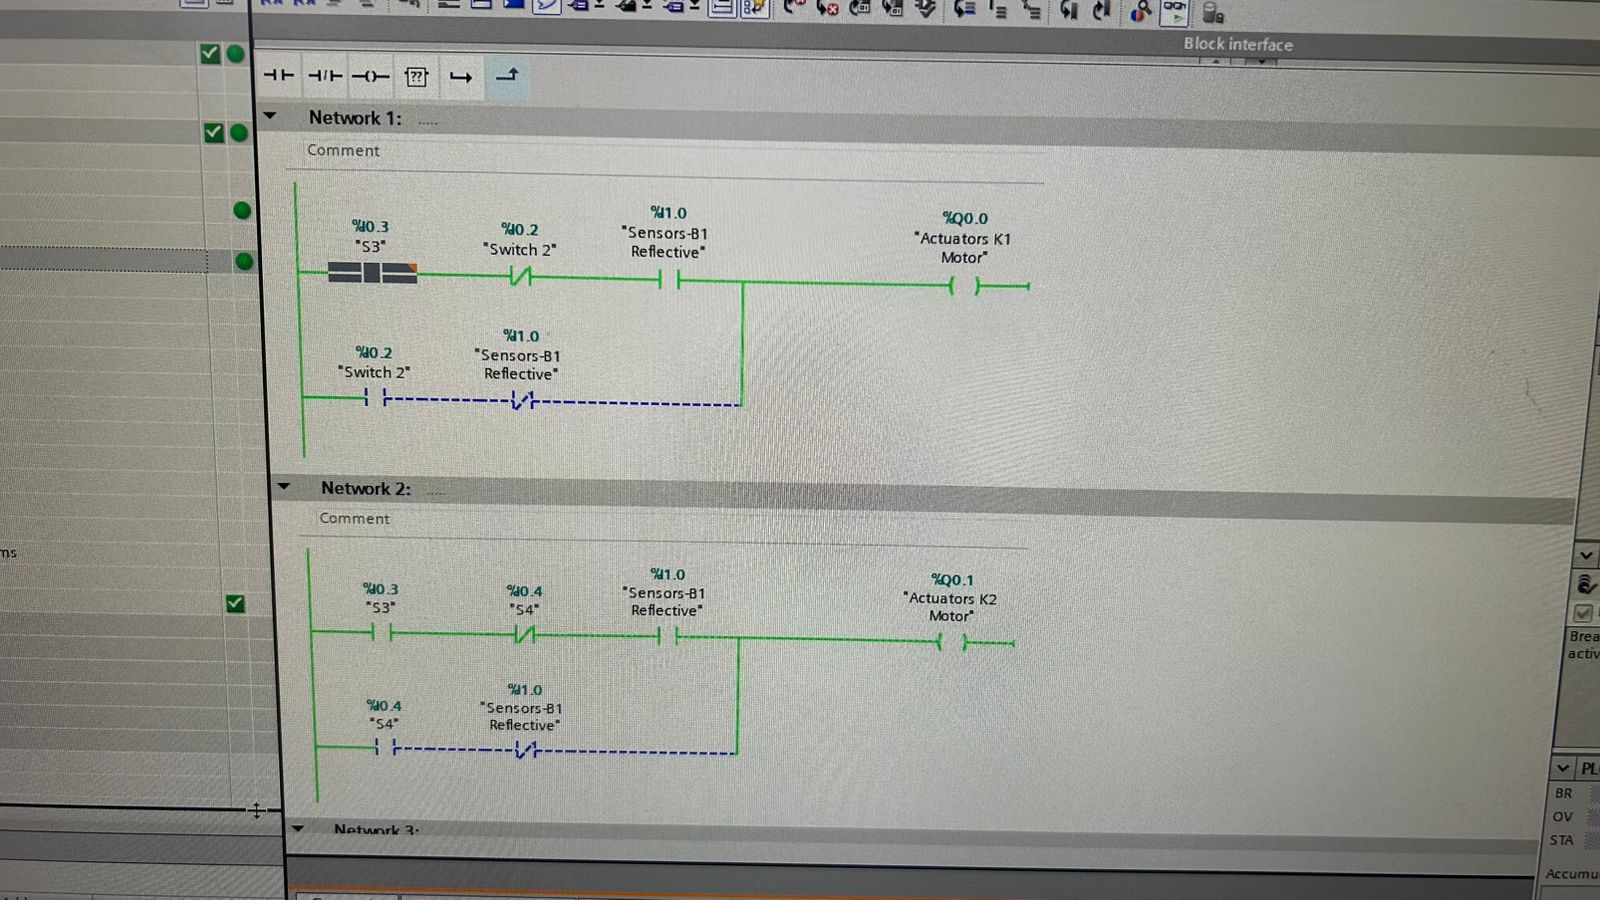 Block interface
??
Network 1: .....
Comment
%I0.3
"S3"
%I0.2
"Switch 2"
%I1.0
"Sensors-B1
Reflective"
%Q0.0
"Actuators K1
Motor"
%I0.2
"Switch 2"
%I1.0
"Sensors-B1
Reflective"
Network 2: .....
Comment
%I0.3
"S3"
%I0.4
"S4"
%I1.0
"Sensors-B1
Reflective"
%Q0.1
"Actuators K2
Motor"
%I0.4
"S4"
%I1.0
"Sensors-B1
Reflective"
Network 3:
ms
Brea
activ
PL
BR
OV
STA
Accumu